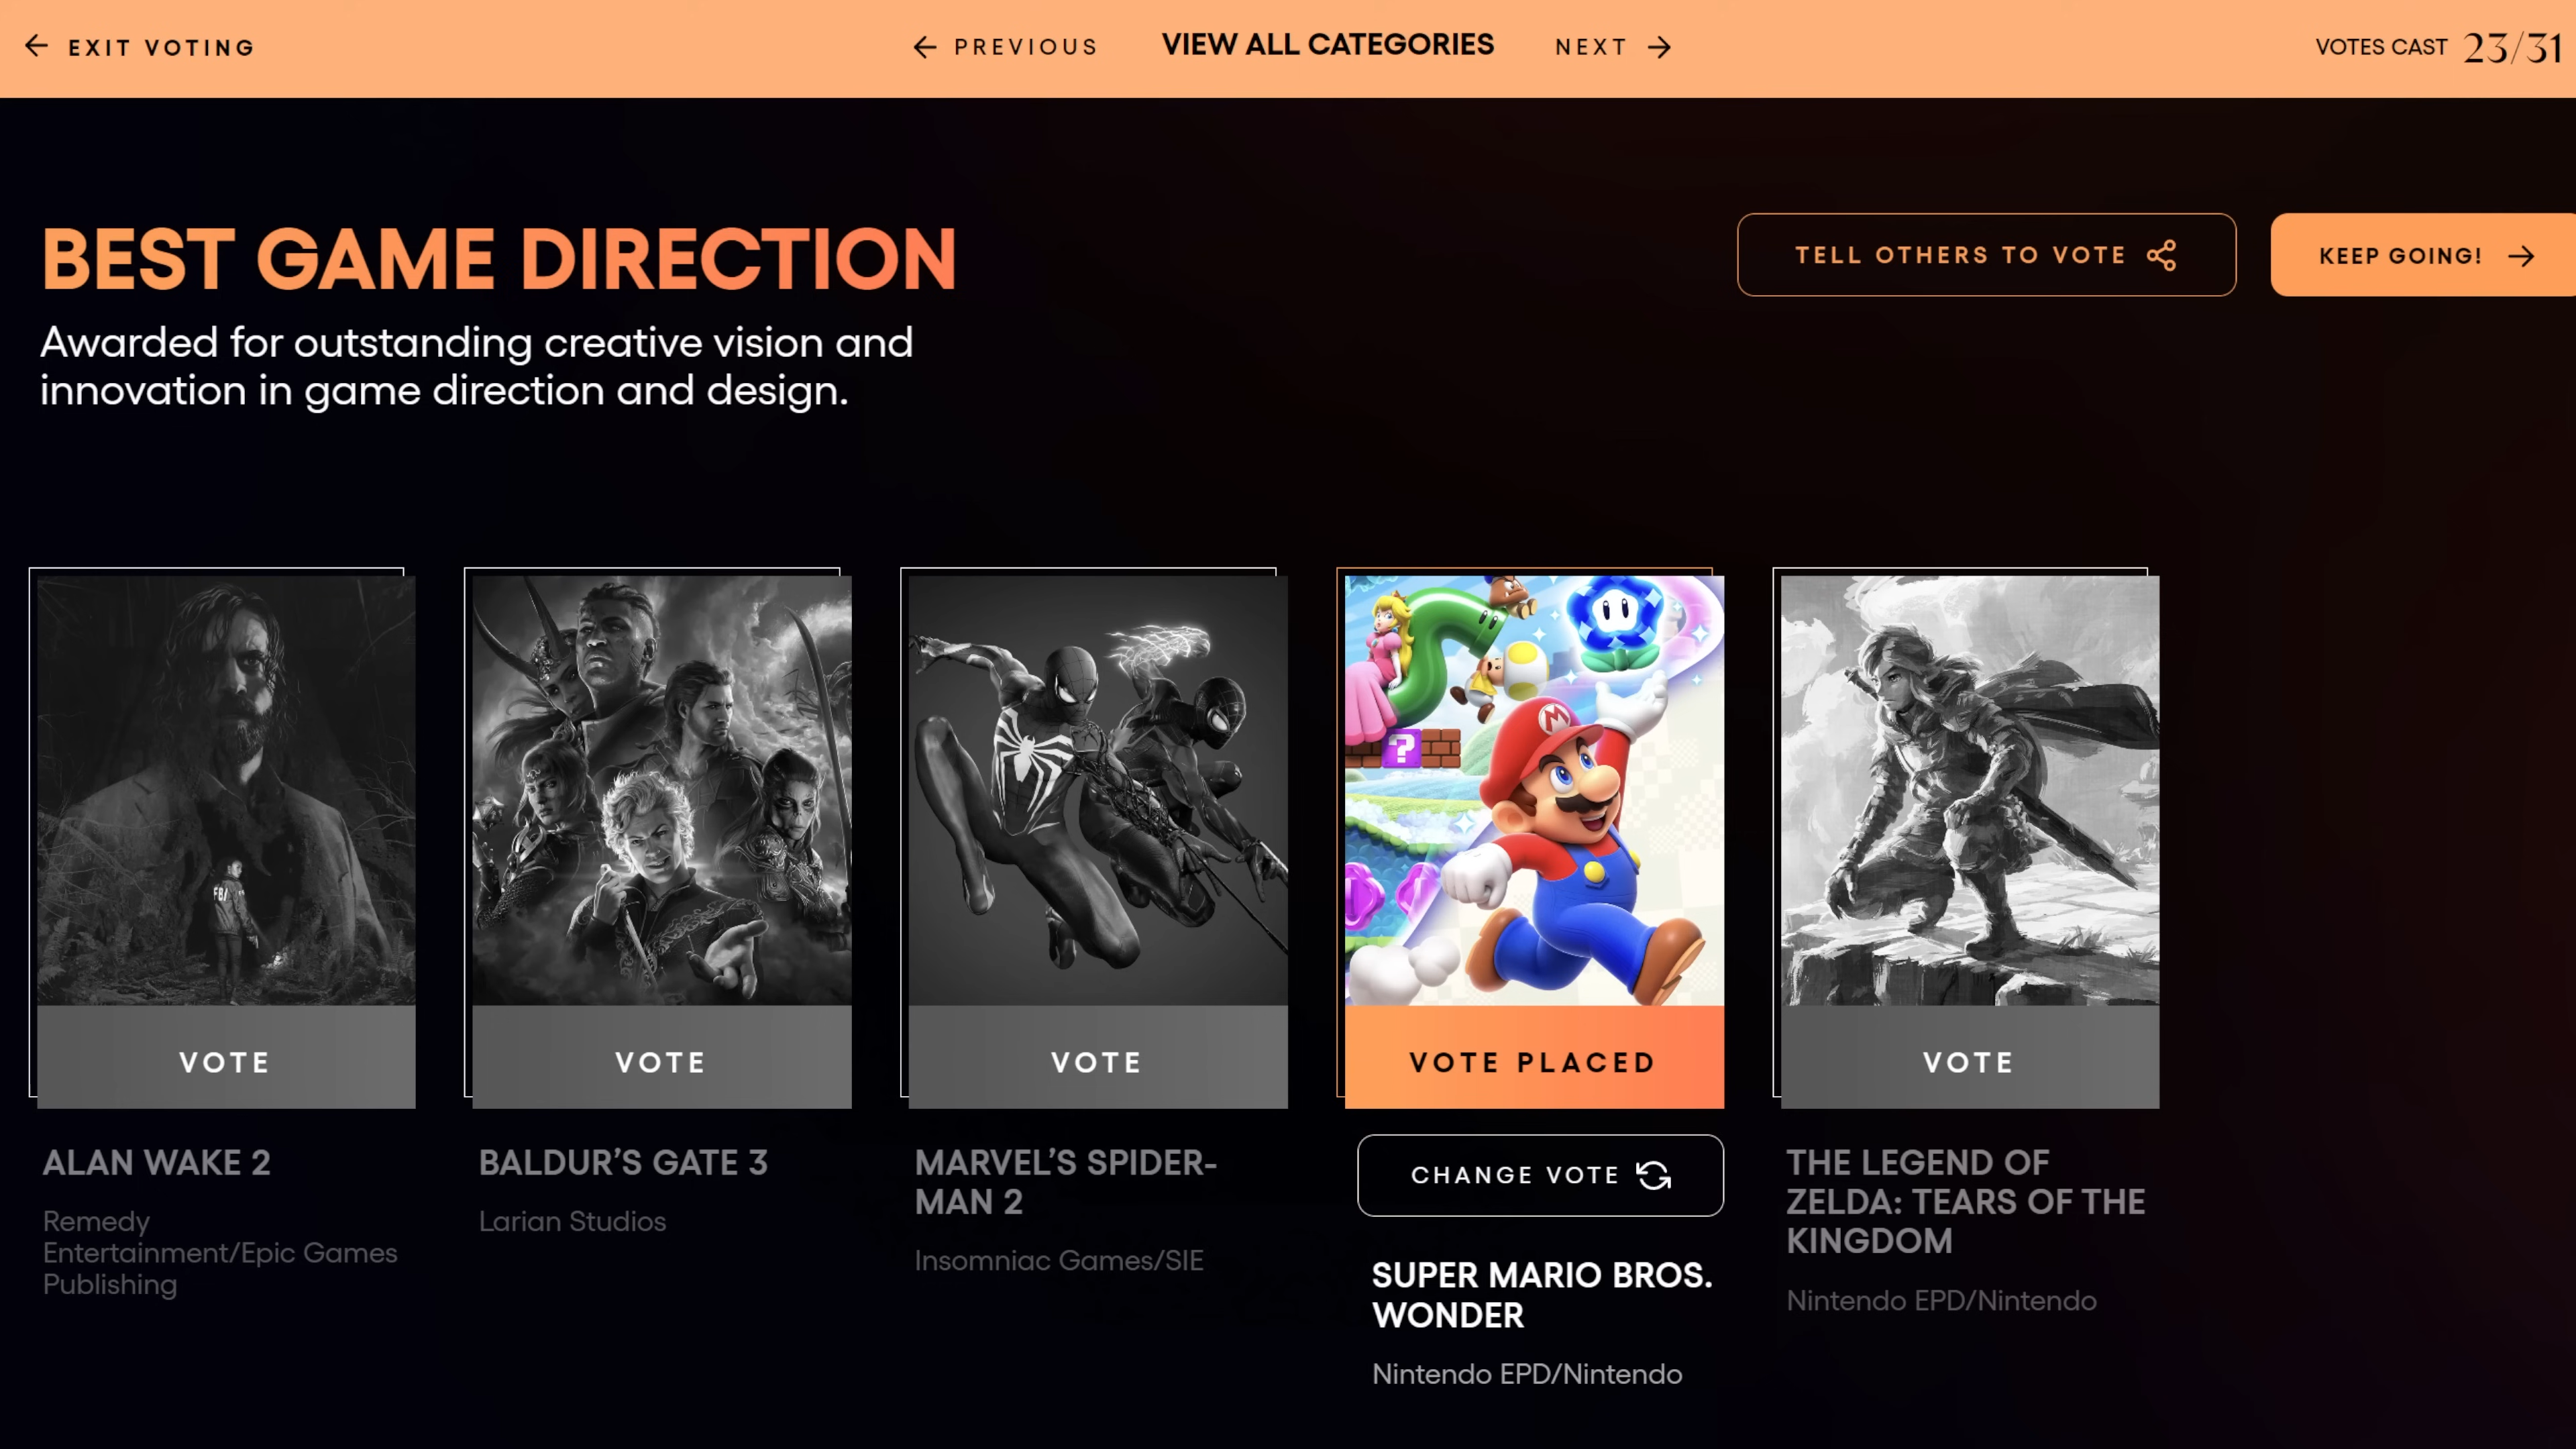 EXIT VOTING
PREVIOUS
VIEW ALL CATEGORIES
NEXT
VOTES CAST 23/31
BEST GAME DIRECTION
TELL OTHERS TO VOTE
KEEP GOING!
Awarded for outstanding creative vision and
innovation in game direction and design.
FBI
M
?
VOTE
VOTE
VOTE
VOTE PLACED
VOTE
ALAN WAKE 2
Remedy
Entertainment/Epic Games
Publishing
BALDUR’S GATE 3
Larian Studios
MARVEL’S SPIDER-
MAN 2
Insomniac Games/SIE
CHANGE VOTE
SUPER MARIO BROS.
WONDER
Nintendo EPD/Nintendo
THE LEGEND OF
ZELDA: TEARS OF THE
KINGDOM
Nintendo EPD/Nintendo